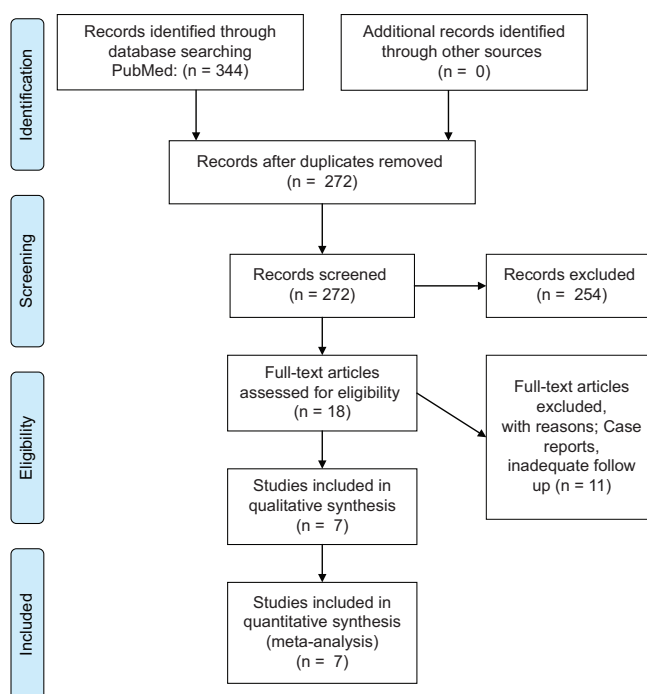 Identification
Records identified through
database searching
PubMed: (n = 344)
Additional records identified
through other sources
(n = 0)
Records after duplicates removed
(n = 272)
Screening
Records screened
(n = 272)
Records excluded
(n = 254)
Eligibility
Full-text articles
assessed for eligibility
(n = 18)
Full-text articles
excluded,
with reasons; Case
reports,
inadequate follow
up (n = 11)
Studies included in
qualitative synthesis
(n = 7)
Included
Studies included in
quantitative synthesis
(meta-analysis)
(n = 7)